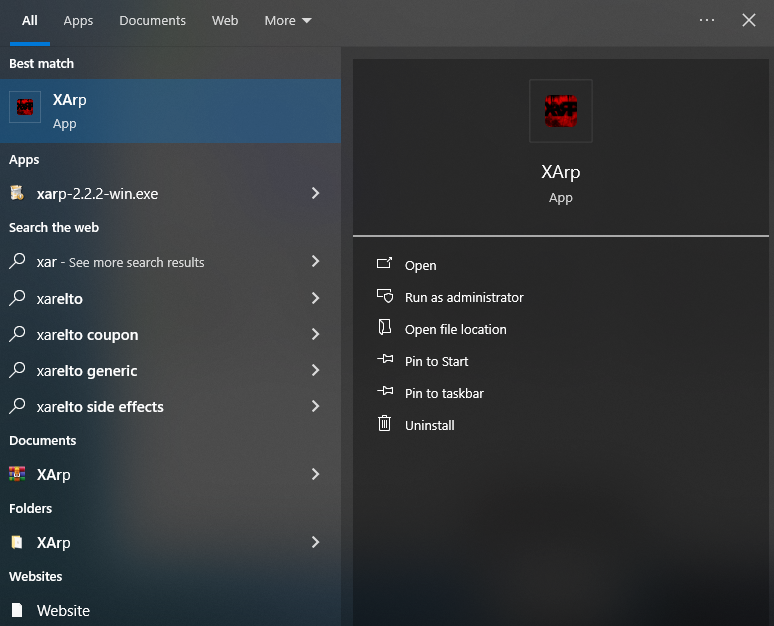 All Apps Documents Web More
Best match
XArp
App
Apps
xarp-2.2.2-win.exe
Search the web
xar - See more search results
xarelto
xarelto coupon
xarelto generic
xarelto side effects
Documents
XArp
Folders
XArp
Websites
Website
XArp
App
Open
Run as administrator
Open file location
Pin to Start
Pin to taskbar
Uninstall